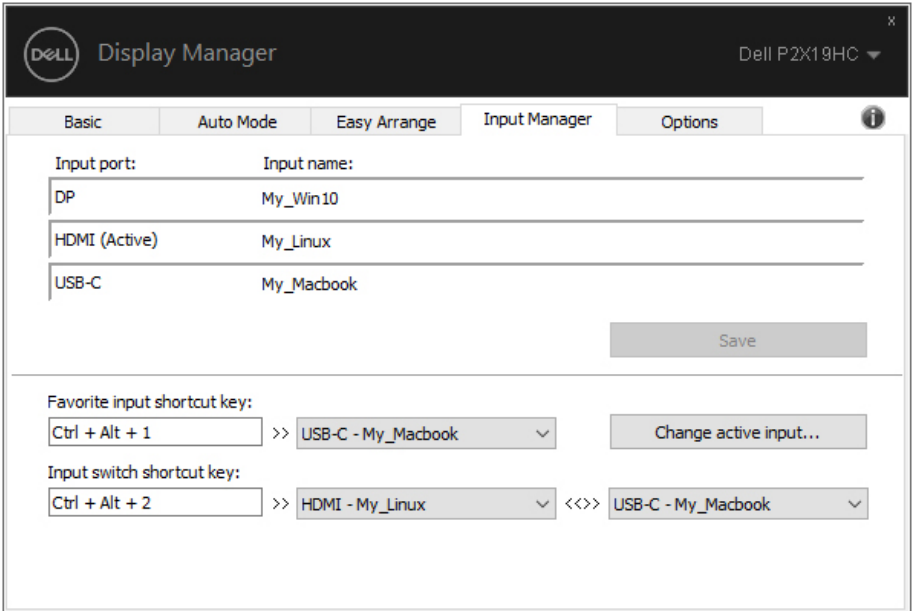 x
DELL Display Manager Dell P2X19HC
Basic Auto Mode Easy Arrange Input Manager Options i
Input port: Input name:
DP My_Win10
HDMI (Active) My_Linux
USB-C My_Macbook
Save
Favorite input shortcut key:
Ctrl + Alt + 1 >> USB-C - My_Macbook Change active input...
Input switch shortcut key:
Ctrl + Alt + 2 >> HDMI - My_Linux <<>> USB-C - My_Macbook